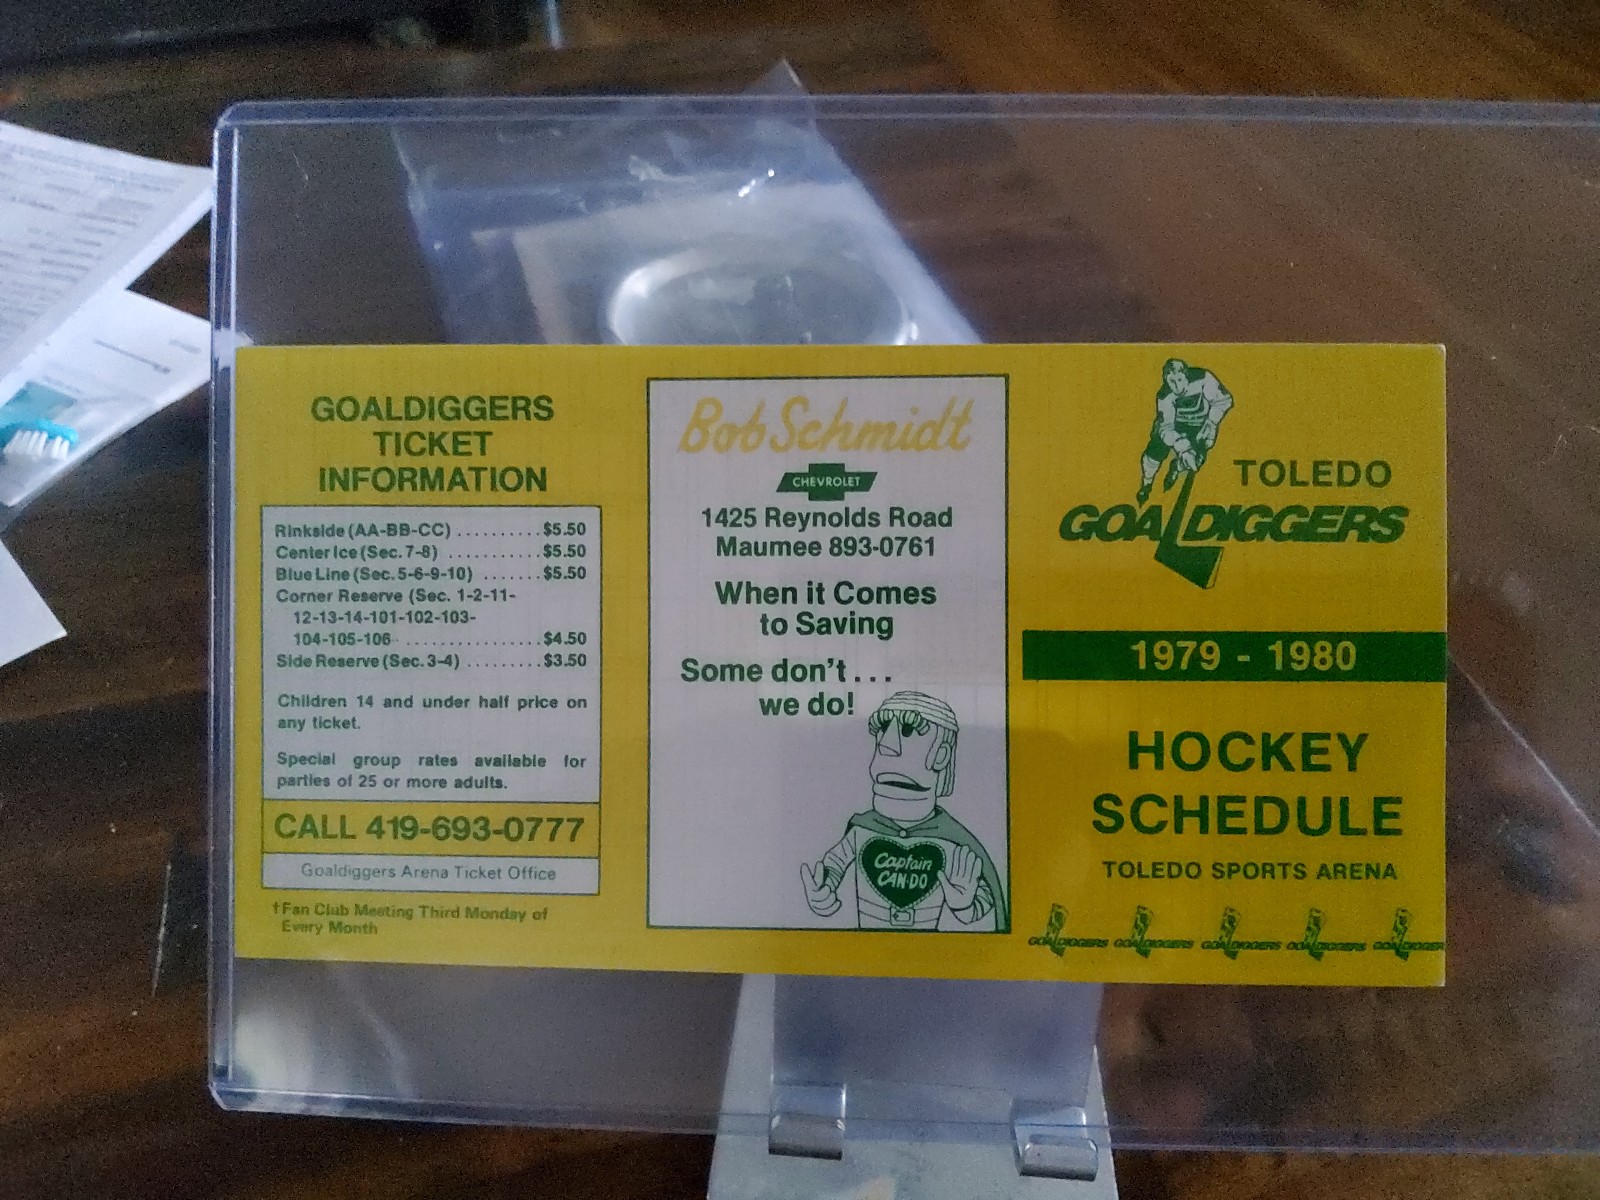 GOALDIGGERS
TICKET
INFORMATION
Rinkside (AA-BB-CC) .......... $5.50
Center Ice (Sec. 7-8) ........... $5.50
Blue Line (Sec. 5-6-9-10) ....... $5.50
Corner Reserve (Sec. 1-2-11-
12-13-14-101-102-103-
104-105-106 ................ $4.50
Side Reserve (Sec. 3-4) ......... $3.50
Children 14 and under half price on
any ticket.
Special group rates available for
parties of 25 or more adults.
CALL 419-693-0777
Goaldiggers Arena Ticket Office
†Fan Club Meeting Third Monday of
Every Month
Bob Schmidt
CHEVROLET
1425 Reynolds Road
Maumee 893-0761
When it Comes
to Saving
Some don't...
we do!
Captain
CAN-DO
TOLEDO
GOALDIGGERS
1979 - 1980
HOCKEY
SCHEDULE
TOLEDO SPORTS ARENA
GOALDIGGERS GOALDIGGERS GOALDIGGERS GOALDIGGERS GOALDIGGER